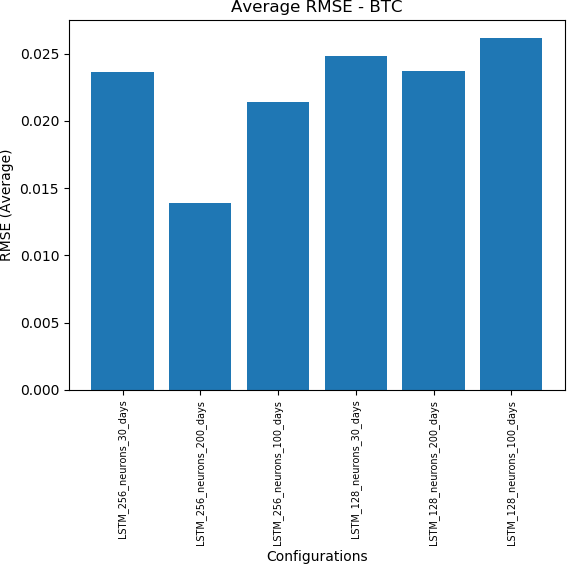 Average RMSE - BTC
RMSE (Average)
0.025
0.020
0.015
0.010
0.005
0.000
LSTM_256_neurons_30_days
LSTM_256_neurons_200_days
LSTM_256_neurons_100_days
LSTM_128_neurons_30_days
LSTM_128_neurons_200_days
LSTM_128_neurons_100_days
Configurations